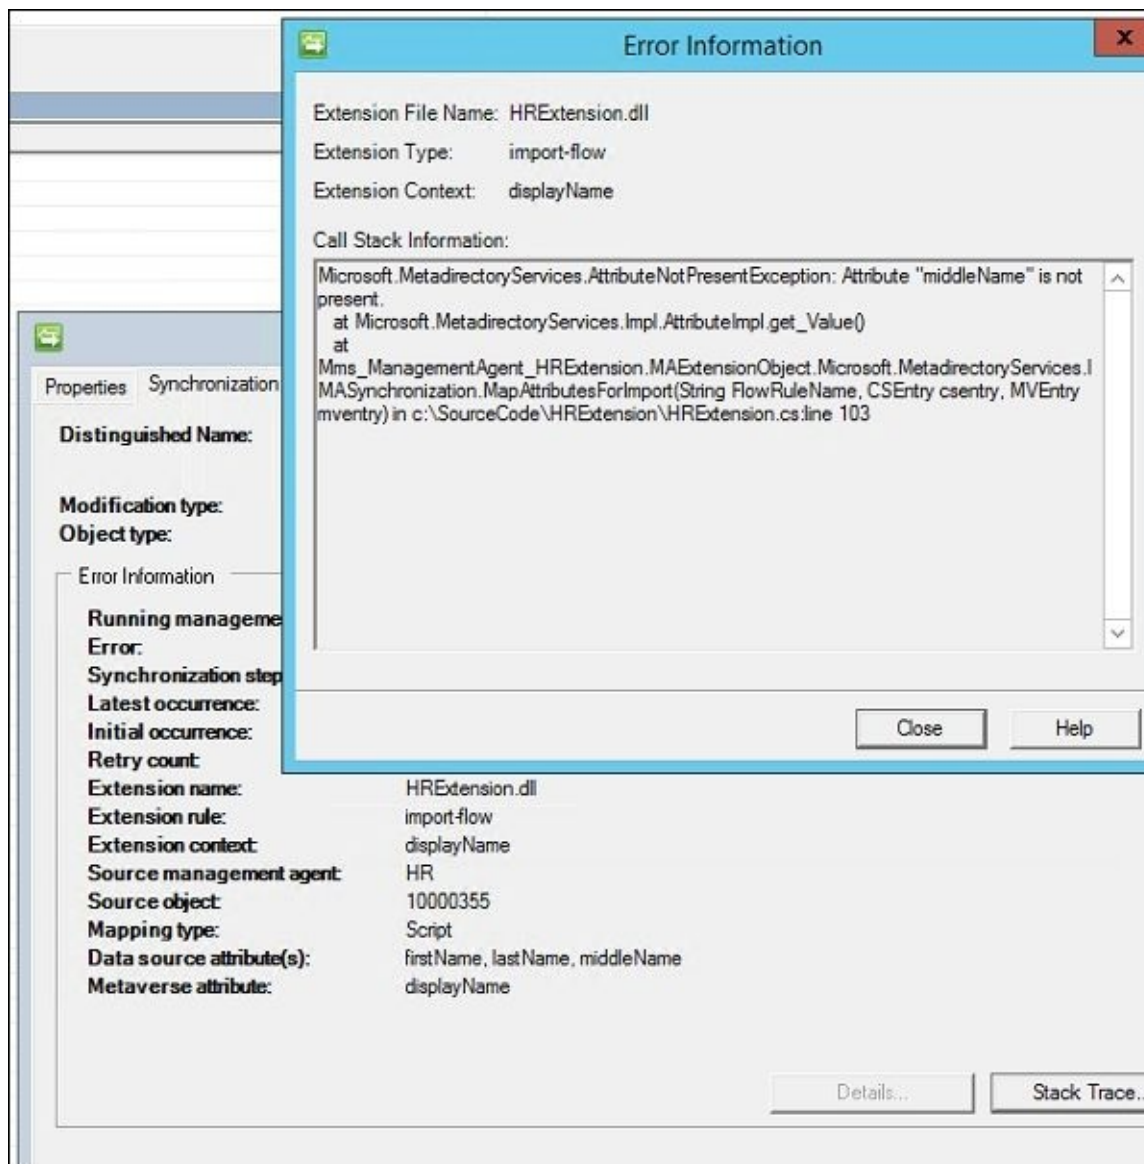 Error Information
x
Extension File Name: HRExtension.dll
Extension Type: import-flow
Extension Context: displayName
Call Stack Information:
Microsoft.MetadirectoryServices.AttributeNotPresentException: Attribute "middleName" is not
present.
at Microsoft.MetadirectoryServices.Impl.AttributeImpl.get_Value()
at
Mms_ManagementAgent_HRExtension.MAExtensionObject.Microsoft.MetadirectoryServices.I
MASynchronization.MapAttributesForImport(String FlowRuleName, CSEntry csentry, MVEntry
mventry) in c:\SourceCode\HRExtension\HRExtension.cs:line 103
Close Help
Properties Synchronization
Distinguished Name:
Modification type:
Object type:
Error Information
Running manageme
Error:
Synchronization step
Latest occurrence:
Initial occurrence:
Retry count:
Extension name: HRExtension.dll
Extension rule: import-flow
Extension context: displayName
Source management agent: HR
Source object: 10000355
Mapping type: Script
Data source attribute(s): firstName, lastName, middleName
Metaverse attribute: displayName
Details... Stack Trace..